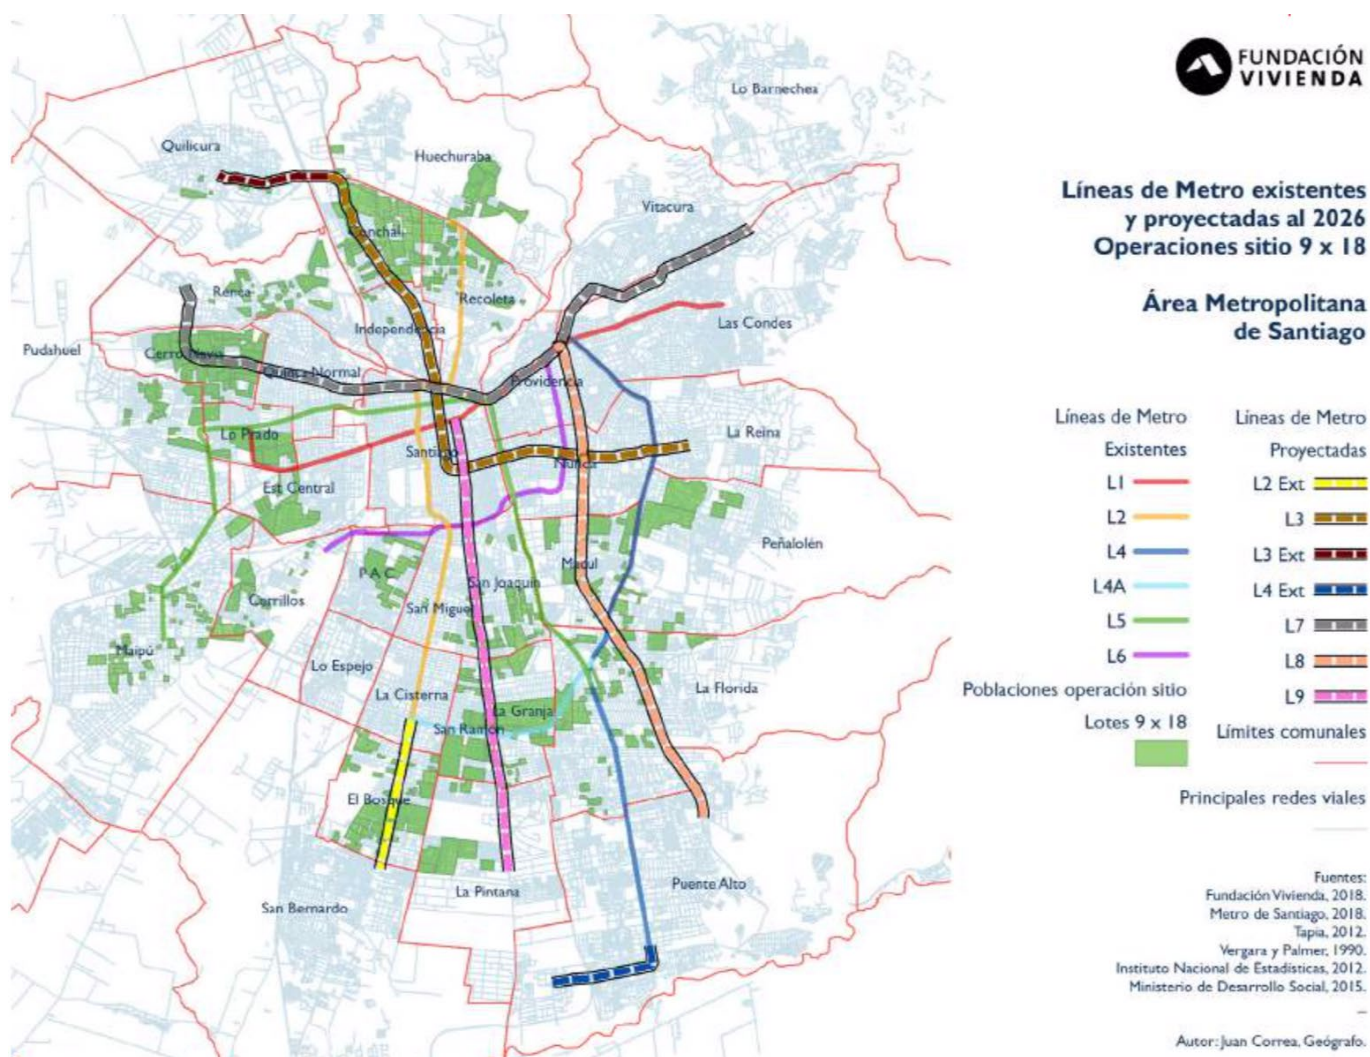 FUNDACIÓN
VIVIENDA
Líneas de Metro existentes
y proyectadas al 2026
Operaciones sitio 9 x 18
Área Metropolitana
de Santiago
Lo Barnechea
Quilicura
Huechuraba
Vitacura
Conchalí
Renca
Recoleta
Las Condes
Independencia
Pudahuel
Cerro Navia
Quinta Normal
Providencia
Lo Prado
La Reina
Santiago
Ñuñoa
Est Central
Peñalolén
P A C
San Joaquín
Macul
Cerrillos
San Miguel
Maipú
Lo Espejo
La Cisterna
La Florida
La Granja
San Ramón
El Bosque
La Pintana
Puente Alto
San Bernardo
Líneas de Metro
Existentes
L1
L2
L4
L4A
L5
L6
Poblaciones operación sitio
Lotes 9 x 18
Líneas de Metro
Proyectadas
L2 Ext
L3
L3 Ext
L4 Ext
L7
L8
L9
Límites comunales
Principales redes viales
Fuentes:
Fundación Vivienda, 2018.
Metro de Santiago, 2018.
Tapia, 2012.
Vergara y Palmer, 1990.
Instituto Nacional de Estadísticas, 2012.
Ministerio de Desarrollo Social, 2015.
–
Autor: Juan Correa, Geógrafo.